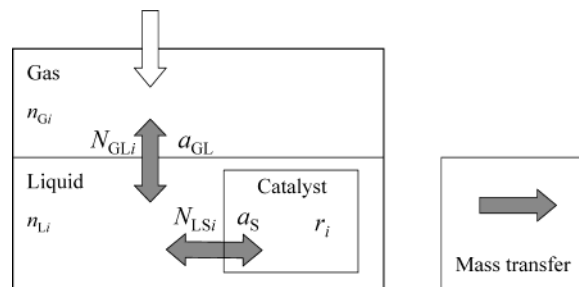 Gas
n_Gi
N_GLi a_GL
Liquid
Catalyst
n_Li
N_LSi a_S r_i
Mass transfer